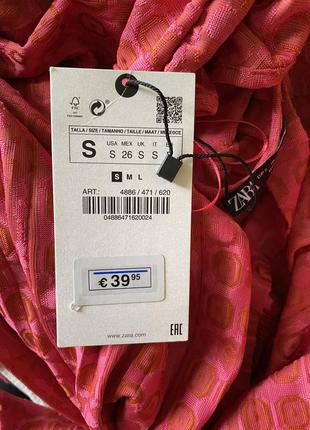 FSC
TALLA / SIZE / TAMANHO / TAILLE / MAAT /
S
USA MEX UK IT
S 26 S S
S M L
ART.: 4886 / 471 / 620
04886471620024
€ 39,95
www.zara.com
EAC
ZARA